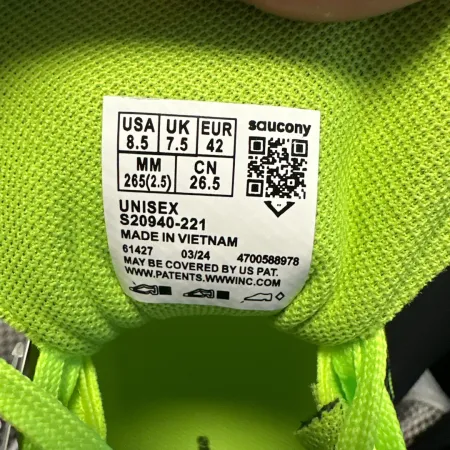 saucony
USA UK EUR
8.5 7.5 42
MM CN
265(2.5) 26.5
UNISEX
S20940-221
MADE IN VIETNAM
61427 03/24 4700588978
MAY BE COVERED BY US PAT.
WWW.PATENTS.WWWINC.COM